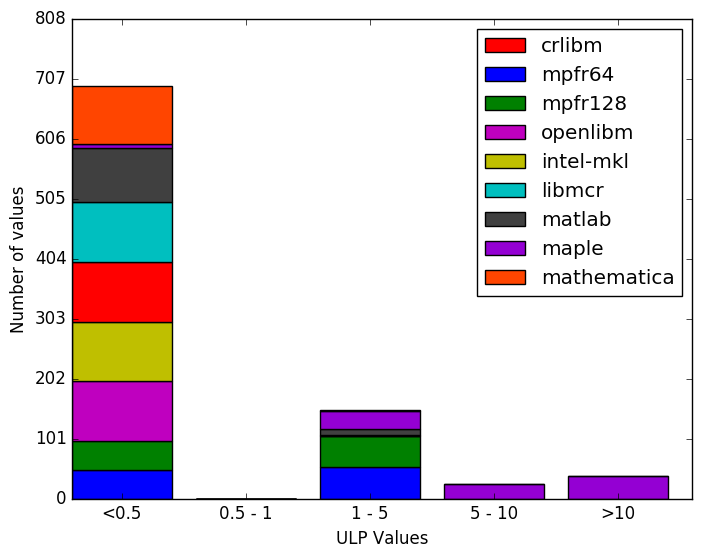 808
707
606
505
404
303
202
101
0
Number of values
crlibm
mpfr64
mpfr128
openlibm
intel-mkl
libmcr
matlab
maple
mathematica
<0.5
0.5 - 1
1 - 5
5 - 10
>10
ULP Values